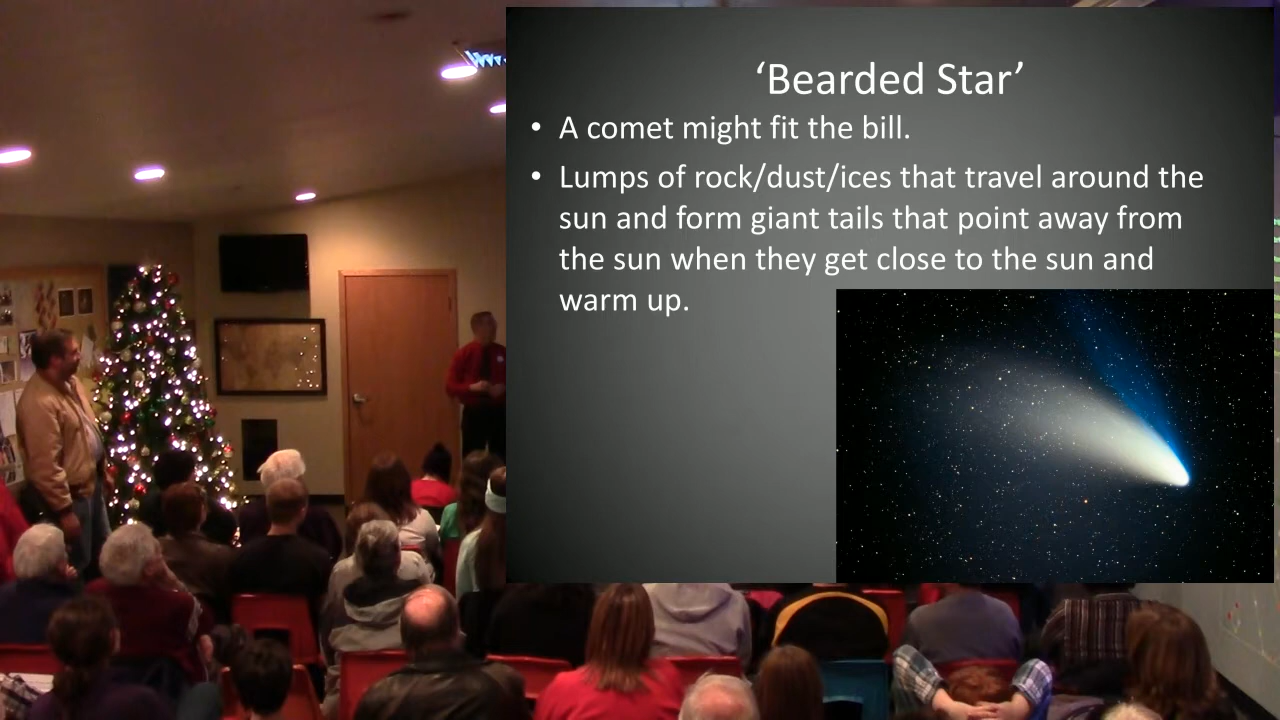 ‘Bearded Star’
• A comet might fit the bill.
• Lumps of rock/dust/ices that travel around the
sun and form giant tails that point away from
the sun when they get close to the sun and
warm up.